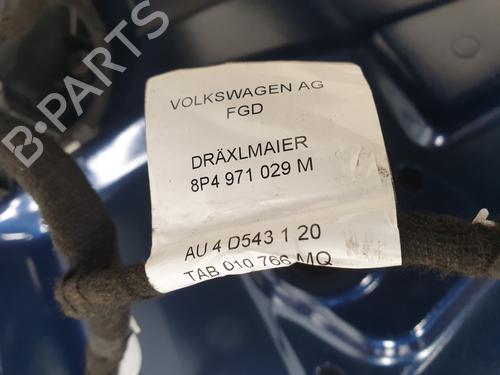 B-PARTS
VOLKSWAGEN AG
FGD
DRÄXLMAIER
8P4 971 029 M
AU 4 D543 1 20
TAB 010 766 MQ